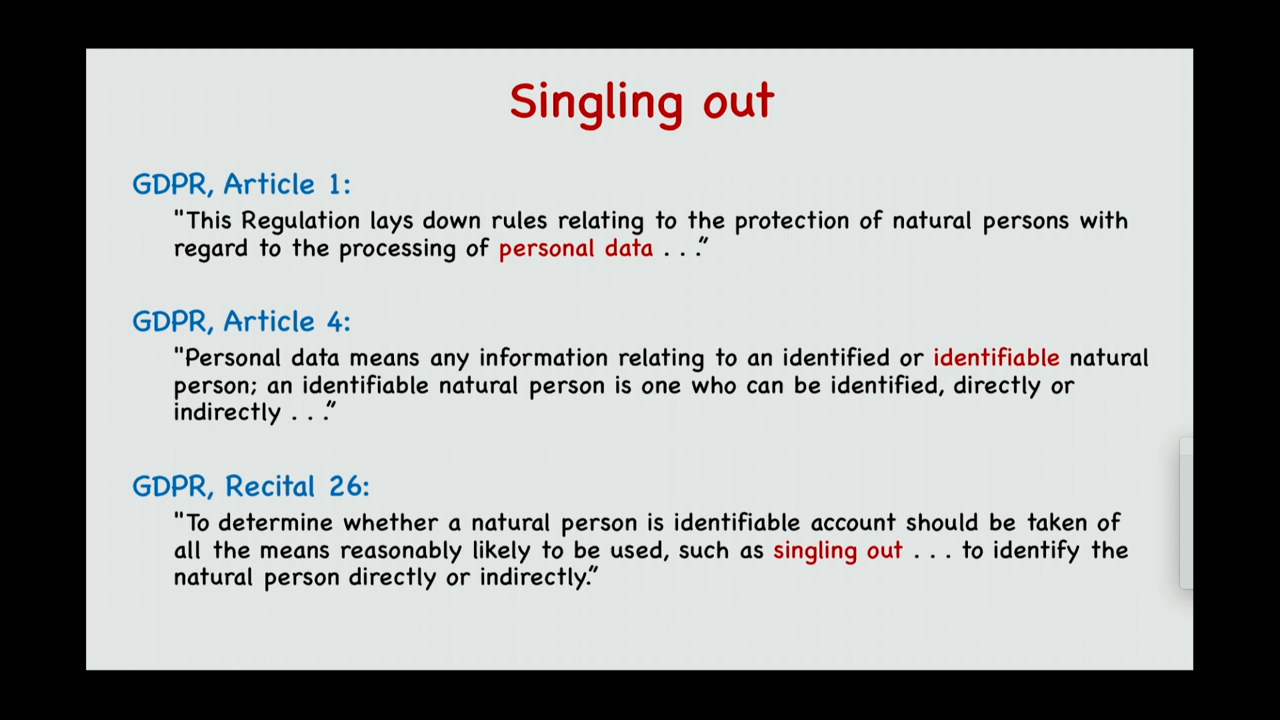 Singling out
GDPR, Article 1:
"This Regulation lays down rules relating to the protection of natural persons with
regard to the processing of personal data . . ."
GDPR, Article 4:
"Personal data means any information relating to an identified or identifiable natural
person; an identifiable natural person is one who can be identified, directly or
indirectly . . ."
GDPR, Recital 26:
"To determine whether a natural person is identifiable account should be taken of
all the means reasonably likely to be used, such as singling out . . . to identify the
natural person directly or indirectly."